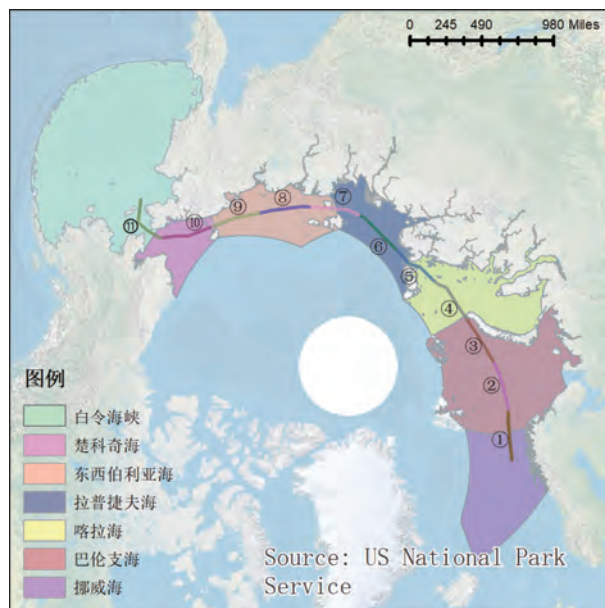 0 245 490 980 Miles
⑦
⑧
⑨
⑩
⑪
⑥
⑤
④
③
②
①
图例
白令海峡
楚科奇海
东西伯利亚海
拉普捷夫海
喀拉海
巴伦支海
挪威海
Source: US National Park
Service